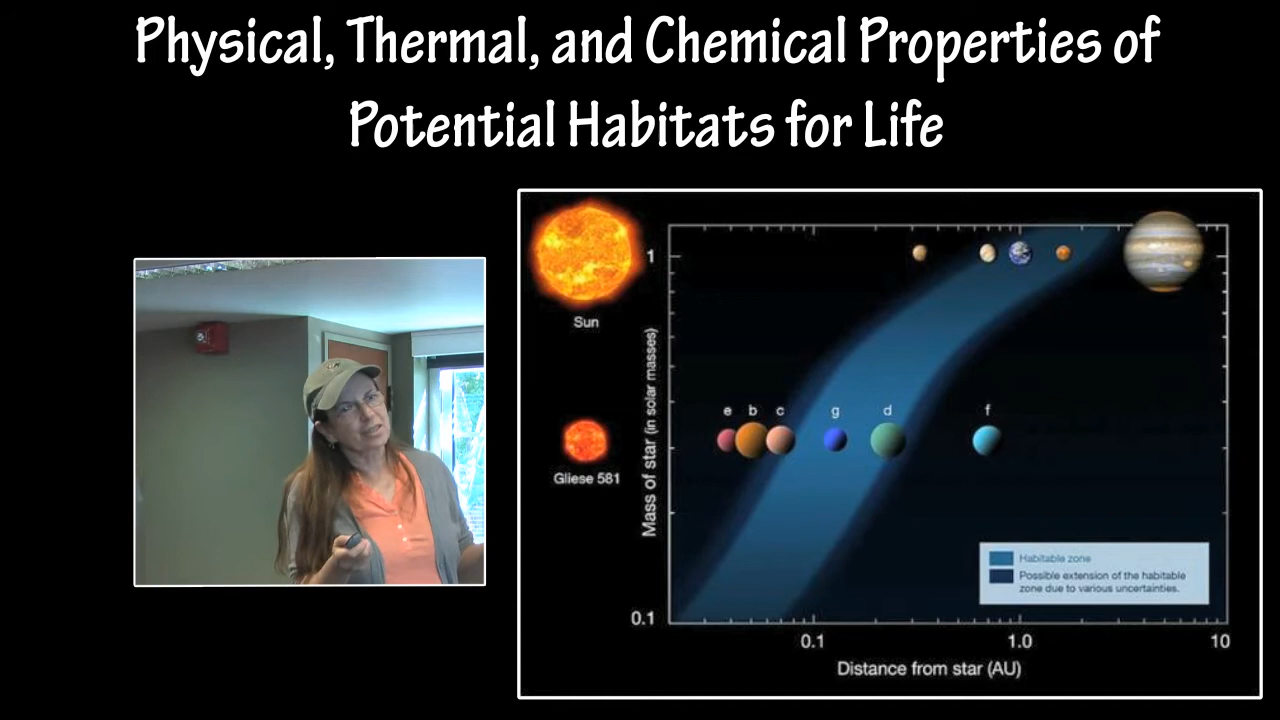 Physical, Thermal, and Chemical Properties of
Potential Habitats for Life
Sun
Gliese 581
Mass of star (in solar masses)
1
0.1
e b c g d f
Habitable zone
Possible extension of the habitable
zone due to various uncertainties.
0.1 1.0 10
Distance from star (AU)